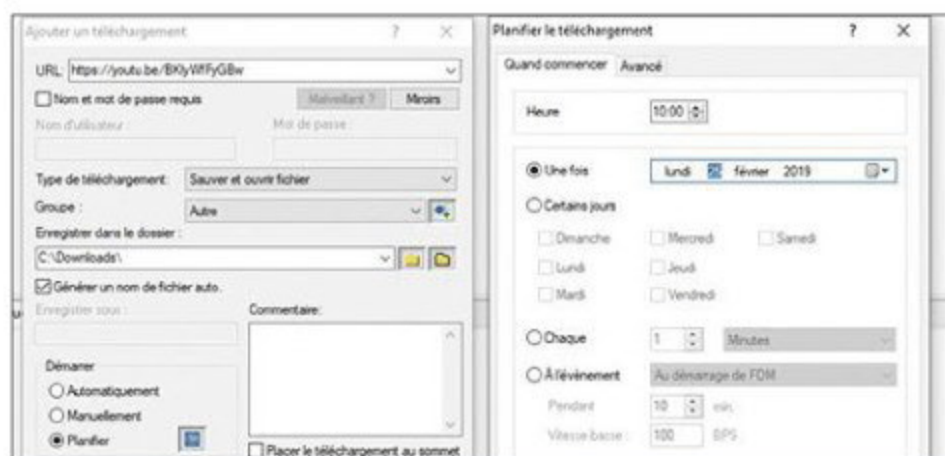 Ajouter un téléchargement ? ×
URL: https://youtu.be/
Nom et mot de passe requis
Malveillant ? Miroirs
Nom d'utilisateur : Mot de passe :
Type de téléchargement: Sauver et ouvrir fichier
Groupe : Autre
Enregistrer dans le dossier :
C:\Downloads\
Générer un nom de fichier auto.
Enregistrer sous : Commentaire:
Démarrer
Automatiquement
Manuellement
Planifier
Placer le téléchargement au sommet
Planifier le téléchargement ? ×
Quand commencer Avancé
Heure 10:00
Une fois lundi 25 février 2019
Certains jours
Dimanche Mercredi Samedi
Lundi Jeudi
Mardi Vendredi
Chaque 1 Minutes
À l'événement Au démarrage de FDM
Pendant 10 min.
Vitesse basse : 100 BPS